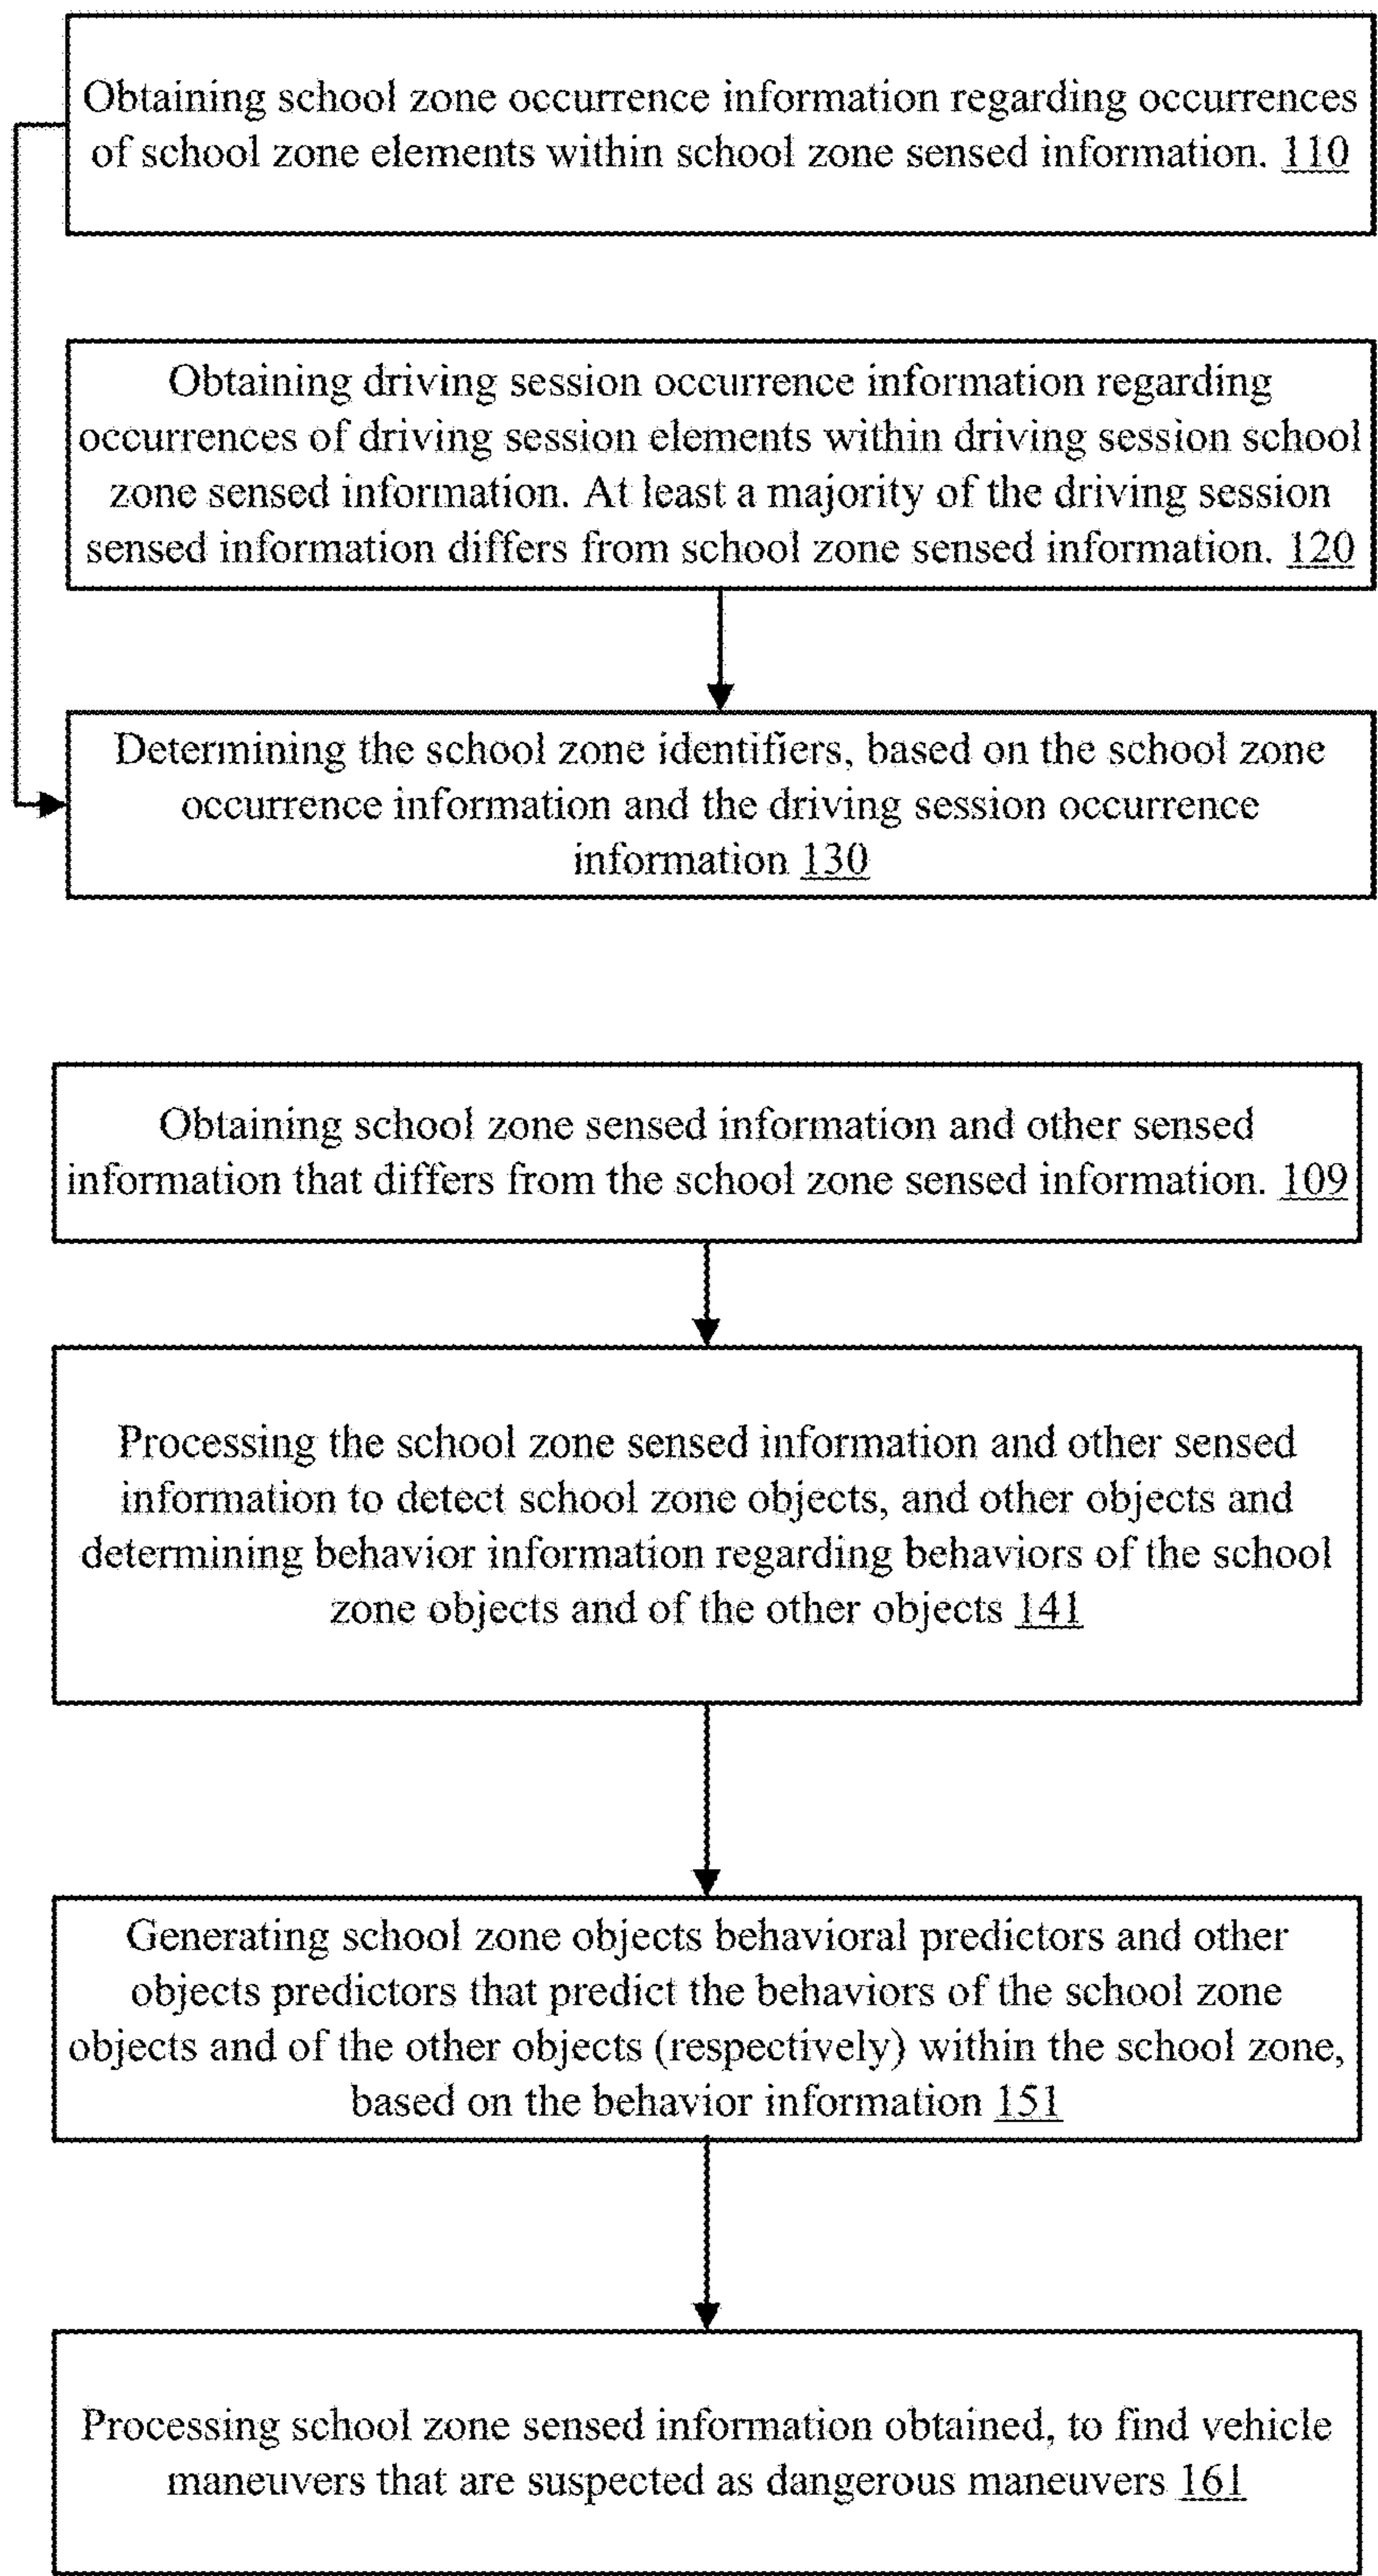 Obtaining school zone occurrence information regarding occurrences
of school zone elements within school zone sensed information. 110
Obtaining driving session occurrence information regarding
occurrences of driving session elements within driving session school
zone sensed information. At least a majority of the driving session
sensed information differs from school zone sensed information. 120
Determining the school zone identifiers, based on the school zone
occurrence information and the driving session occurrence
information 130
Obtaining school zone sensed information and other sensed
information that differs from the school zone sensed information. 109
Processing the school zone sensed information and other sensed
information to detect school zone objects, and other objects and
determining behavior information regarding behaviors of the school
zone objects and of the other objects 141
Generating school zone objects behavioral predictors and other
objects predictors that predict the behaviors of the school zone
objects and of the other objects (respectively) within the school zone,
based on the behavior information 151
Processing school zone sensed information obtained, to find vehicle
maneuvers that are suspected as dangerous maneuvers 161